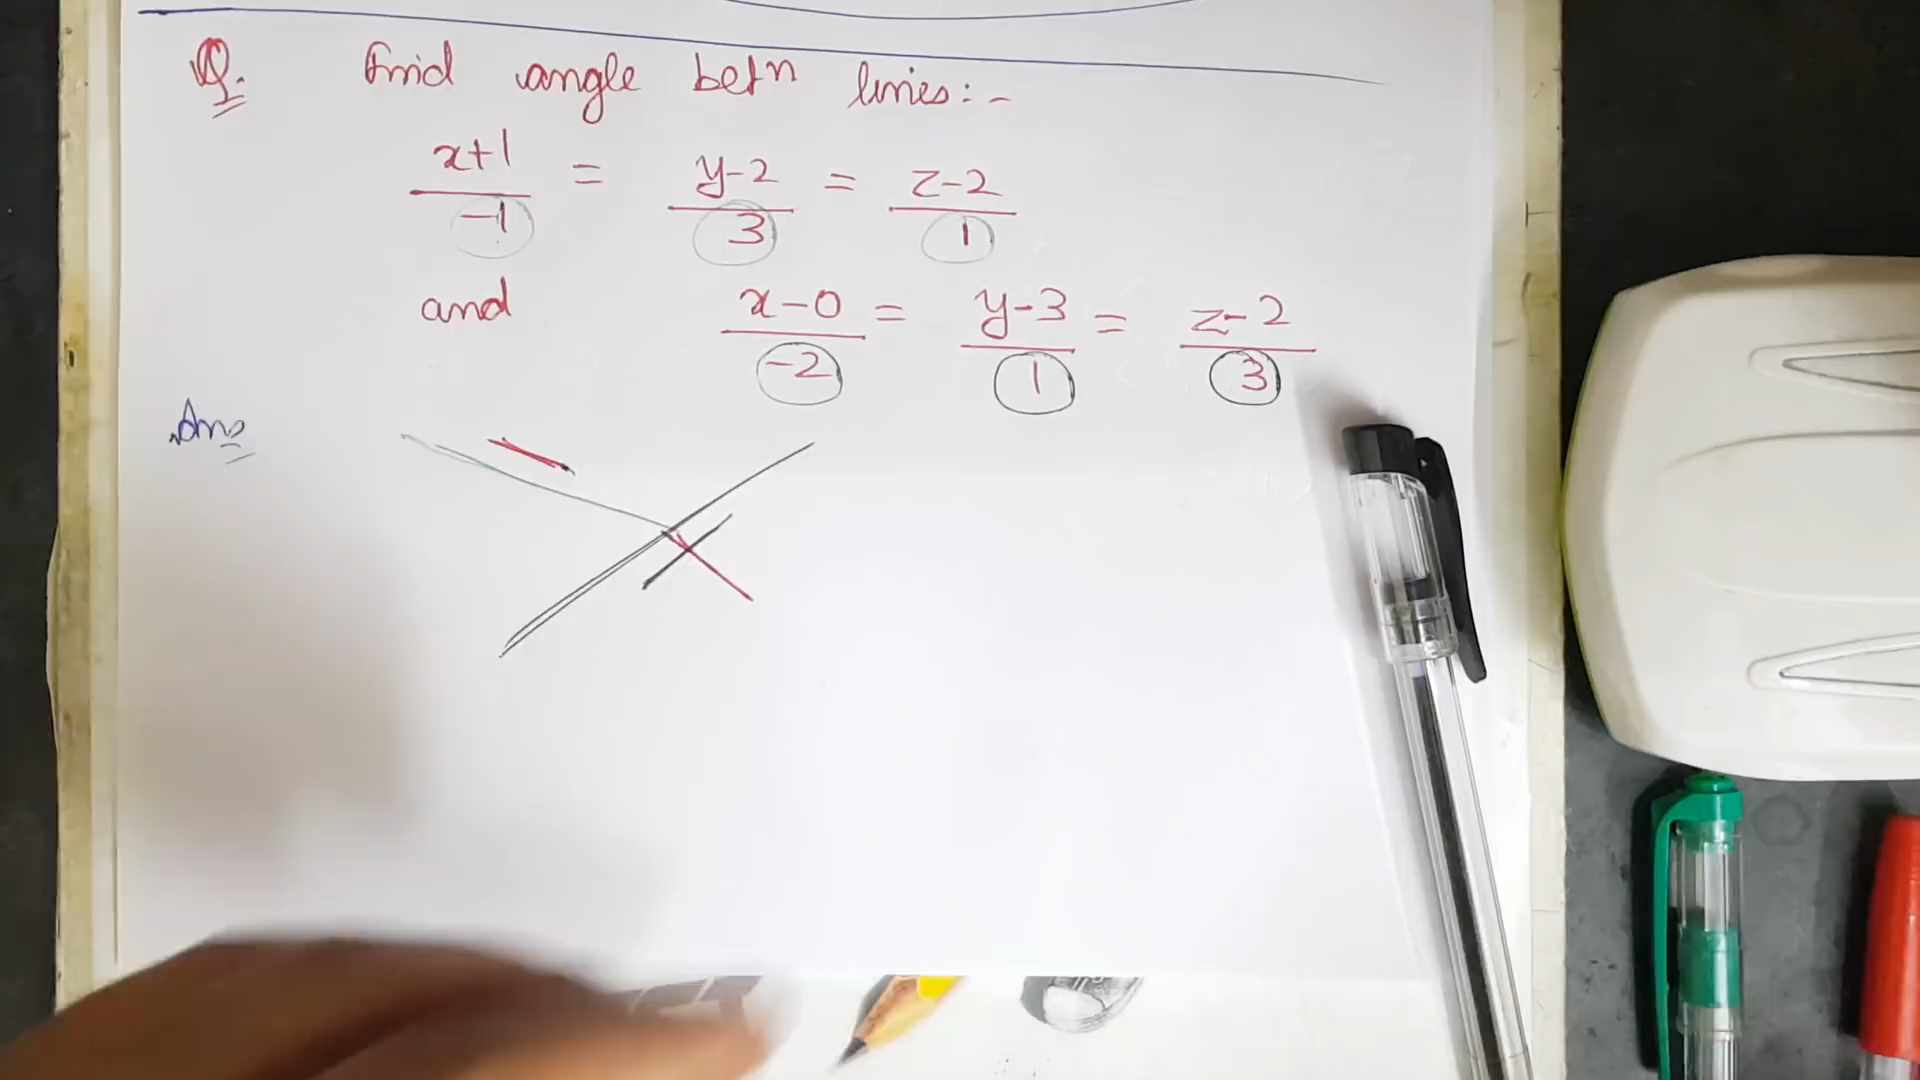 Q. Find angle betn lines:-
x+1/-1 = y-2/3 = z-2/1
and x-0/-2 = y-3/1 = z-2/3
Ans